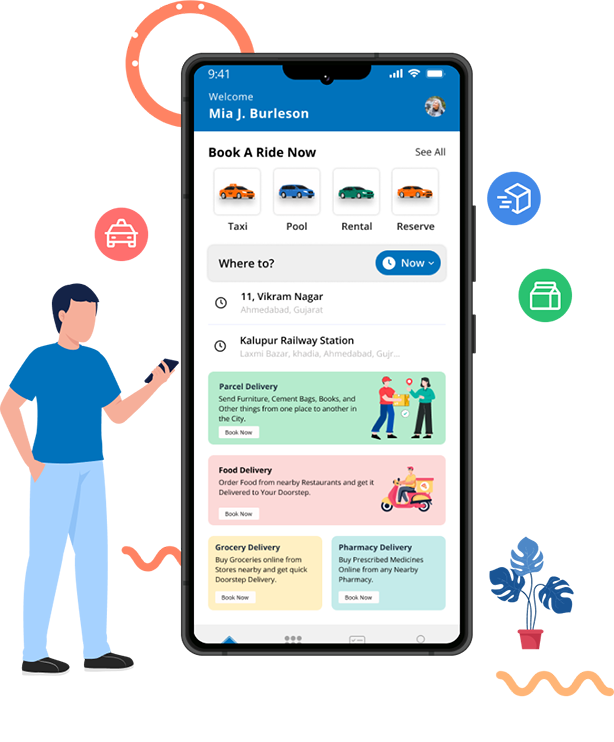 9:41
Welcome
Mia J. Burleson
Book A Ride Now
See All
Taxi
Pool
Rental
Reserve
Where to?
Now
11, Vikram Nagar
Ahmedabad, Gujarat
Kalupur Railway Station
Laxmi Bazar, khadia, Ahmedabad, Gujr...
Parcel Delivery
Send Furniture, Cement Bags, Books, and
Other things from one place to another in
the City.
Book Now
Food Delivery
Order Food from nearby Restaurants and get it
Delivered to Your Doorstep.
Book Now
Grocery Delivery
Buy Groceries online from
Stores nearby and get quick
Doorstep Delivery.
Book Now
Pharmacy Delivery
Buy Prescribed Medicines
Online from any Nearby
Pharmacy.
Book Now